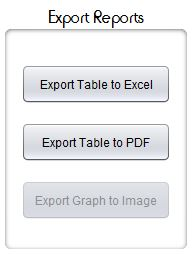 Export Reports
Export Table to Excel
Export Table to PDF
Export Graph to Image